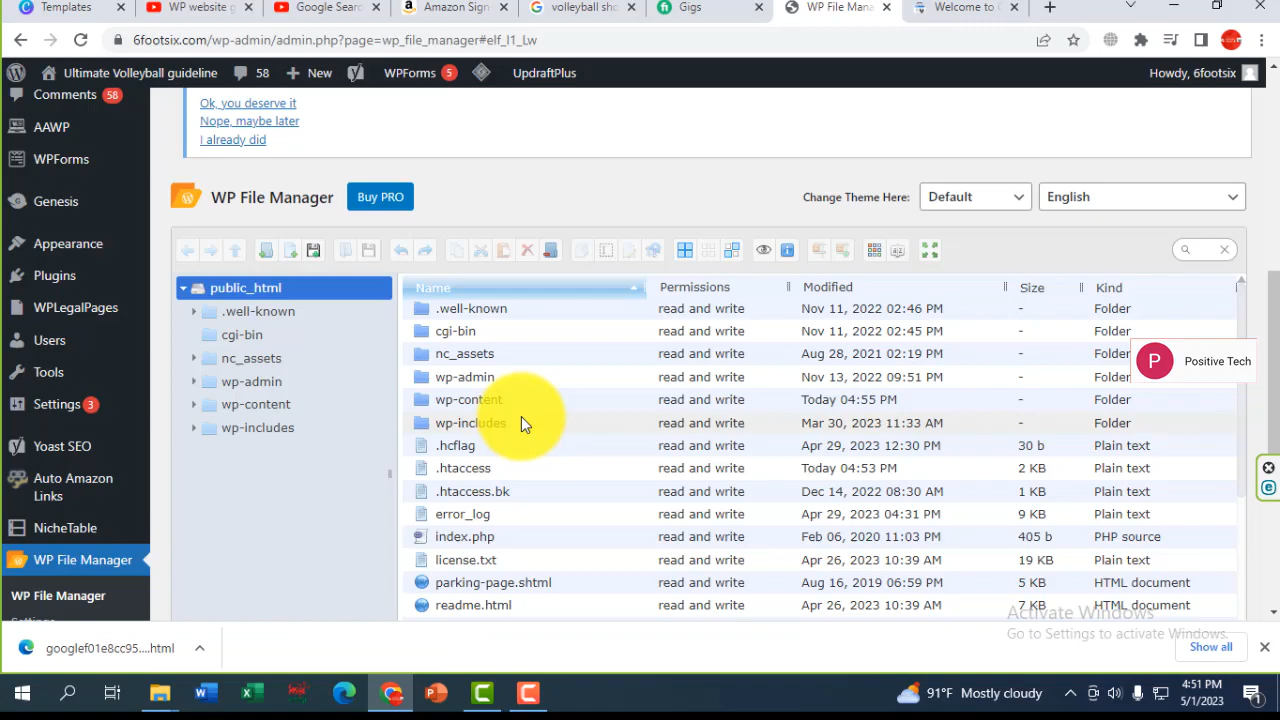 Templates
WP website g
Google Sear
Amazon Sign
volleyball sho
Gigs
WP File Mana
Welcome to
6footsix.com/wp-admin/admin.php?page=wp_file_manager#elf_l1_Lw
Ultimate Volleyball guideline 58 New WPForms 5 UpdraftPlus Howdy, 6footsix
Comments 58
AAWP
WPForms
Genesis
Appearance
Plugins
WPLegalPages
Users
Tools
Settings 3
Yoast SEO
Auto Amazon
Links
NicheTable
WP File Manager
WP File Manager
Ok, you deserve it
Nope, maybe later
I already did
WP File Manager Buy PRO Change Theme Here: Default English
public_html
.well-known
cgi-bin
nc_assets
wp-admin
wp-content
wp-includes
Name Permissions Modified Size Kind
.well-known read and write Nov 11, 2022 02:46 PM - Folder
cgi-bin read and write Nov 11, 2022 02:45 PM - Folder
nc_assets read and write Aug 28, 2021 02:19 PM - Folder
wp-admin read and write Nov 13, 2022 09:51 PM - Folder
wp-content read and write Today 04:55 PM - Folder
wp-includes read and write Mar 30, 2023 11:33 AM - Folder
.hcflag read and write Apr 29, 2023 12:30 PM 30 b Plain text
.htaccess read and write Today 04:53 PM 2 KB Plain text
.htaccess.bk read and write Dec 14, 2022 08:30 AM 1 KB Plain text
error_log read and write Apr 29, 2023 04:31 PM 9 KB Plain text
index.php read and write Feb 06, 2020 11:03 PM 405 b PHP source
license.txt read and write Apr 26, 2023 10:39 AM 19 KB Plain text
parking-page.shtml read and write Aug 16, 2019 06:59 PM 5 KB HTML document
readme.html read and write Apr 26, 2023 10:39 AM 7 KB HTML document
P Positive Tech
Activate Windows
Go to Settings to activate Windows.
googlef01e8cc95....html
Show all
91°F Mostly cloudy
4:51 PM
5/1/2023
1